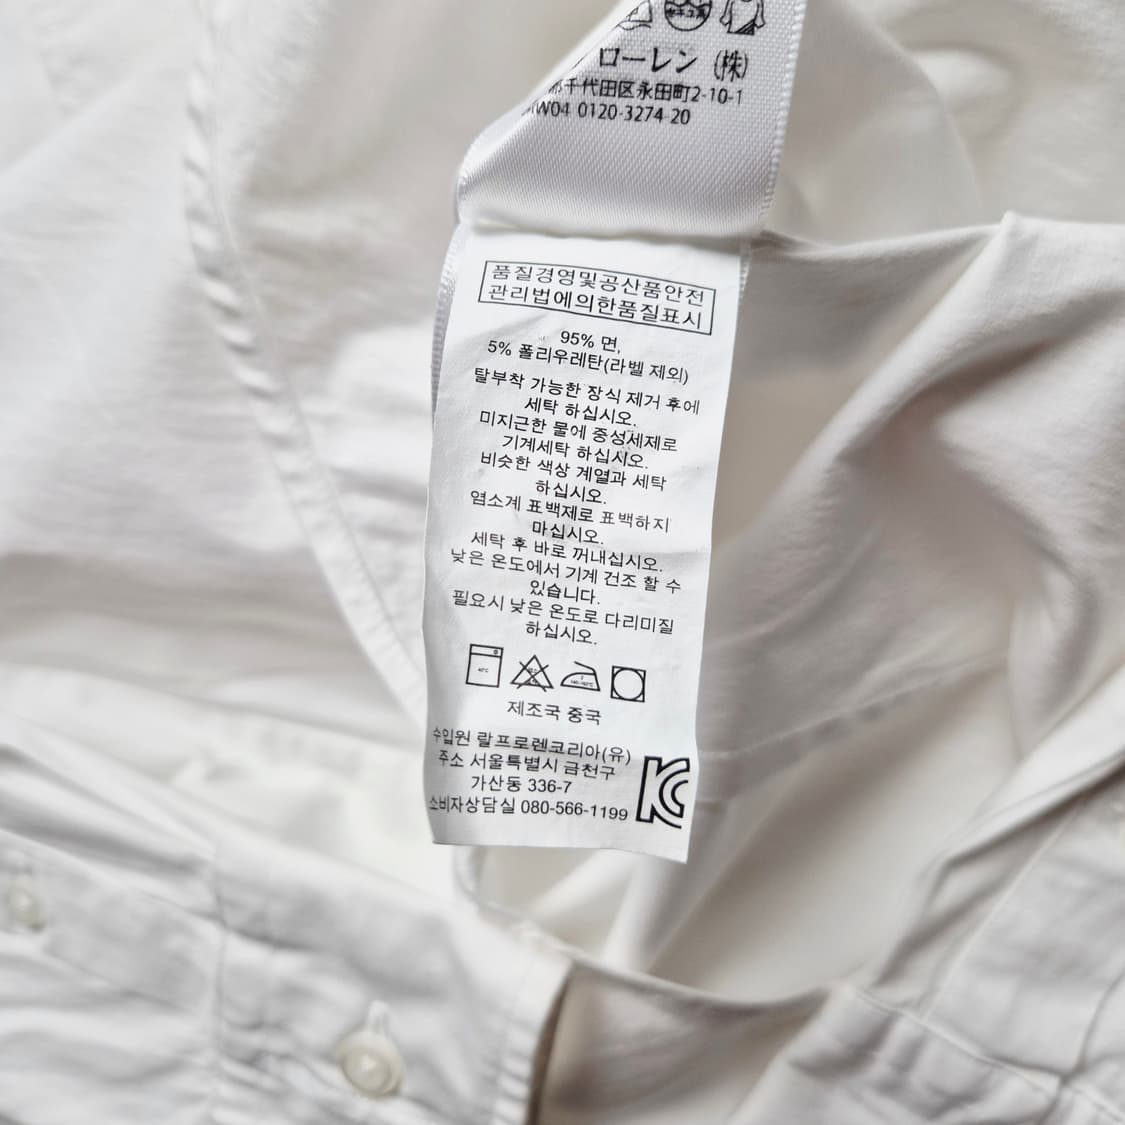 ローレン (株)
千代田区永田町2-10-1
W04 0120-3274-20
품질경영및공산품안전
관리법에의한품질표시
95% 면,
5% 폴리우레탄(라벨 제외)
탈부착 가능한 장식 제거 후에
세탁 하십시오.
미지근한 물에 중성세제로
기계세탁 하십시오.
비슷한 색상 계열과 세탁
하십시오.
염소계 표백제로 표백하지
마십시오.
세탁 후 바로 꺼내십시오.
낮은 온도에서 기계 건조 할 수
있습니다.
필요시 낮은 온도로 다리미질
하십시오.
제조국 중국
수입원 랄프로렌코리아(유)
주소 서울특별시 금천구
가산동 336-7
소비자상담실 080-566-1199